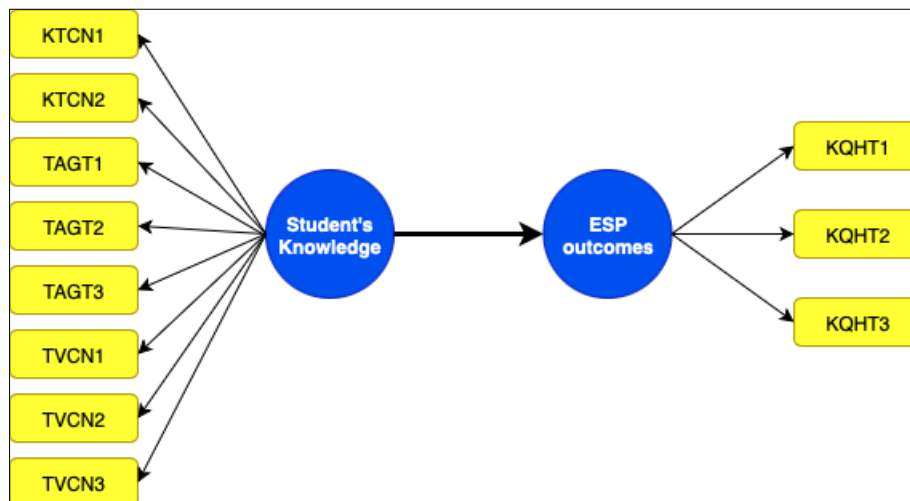 KTCN1
KTCN2
TAGT1
TAGT2
TAGT3
TVCN1
TVCN2
TVCN3
Student's
Knowledge
ESP
outcomes
KQHT1
KQHT2
KQHT3